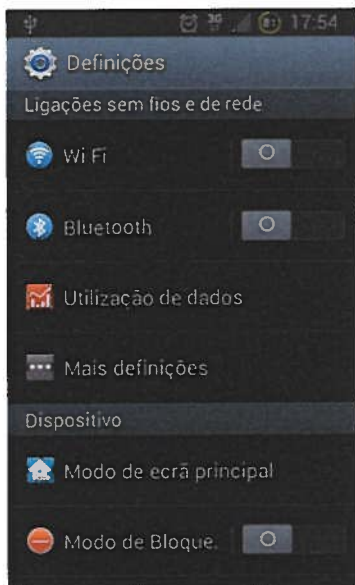 3G 17:54
Definições
Ligações sem fios e de rede
Wi Fi
Bluetooth
Utilização de dados
Mais definições
Dispositivo
Modo de ecrã principal
Modo de Bloque.